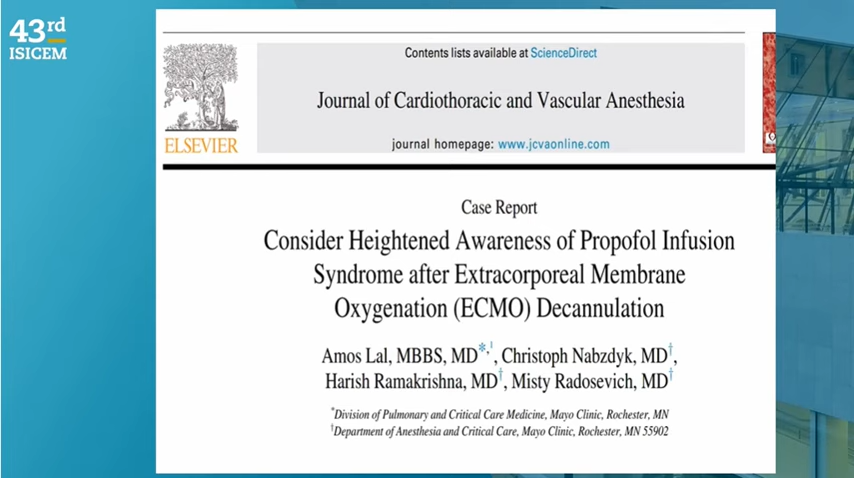 43rd
ISICEM
Contents lists available at ScienceDirect
Journal of Cardiothoracic and Vascular Anesthesia
journal homepage: www.jcvaonline.com
ELSEVIER
Case Report
Consider Heightened Awareness of Propofol Infusion
Syndrome after Extracorporeal Membrane
Oxygenation (ECMO) Decannulation
Amos Lal, MBBS, MD*,¹, Christoph Nabzdyk, MD†,
Harish Ramakrishna, MD†, Misty Radosevich, MD†
*Division of Pulmonary and Critical Care Medicine, Mayo Clinic, Rochester, MN
†Department of Anesthesia and Critical Care, Mayo Clinic, Rochester, MN 55902